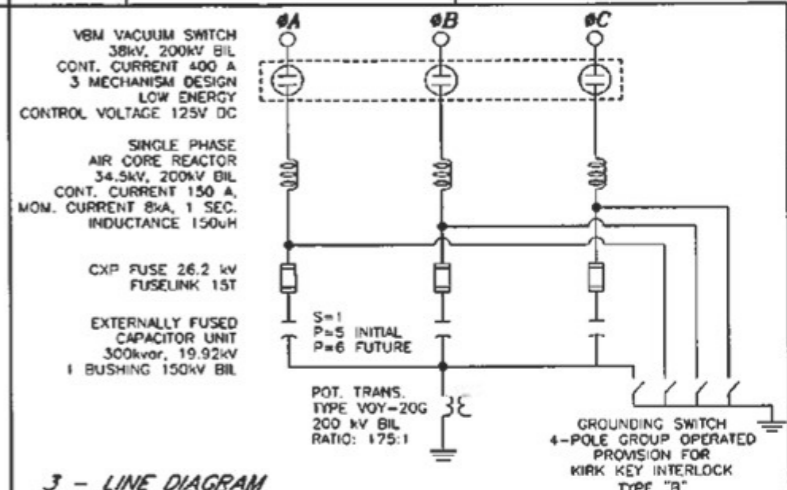 øA
øB
øC
VBM VACUUM SWITCH
38kV, 200kV BIL
CONT. CURRENT 400 A
3 MECHANISM DESIGN
LOW ENERGY
CONTROL VOLTAGE 125V DC
SINGLE PHASE
AIR CORE REACTOR
34.5kV, 200kV BIL
CONT. CURRENT 150 A,
MOM. CURRENT 8kA, 1 SEC.
INDUCTANCE 150uH
CXP FUSE 26.2 kV
FUSELINK 15T
EXTERNALLY FUSED
CAPACITOR UNIT
300kvar, 19.92kV
1 BUSHING 150kV BIL
S=1
P=5 INITIAL
P=6 FUTURE
POT. TRANS.
TYPE VOY-20G
200 kV BIL
RATIO: 175:1
GROUNDING SWITCH
4-POLE GROUP OPERATED
PROVISION FOR
KIRK KEY INTERLOCK
TYPE "B"
3 - LINE DIAGRAM